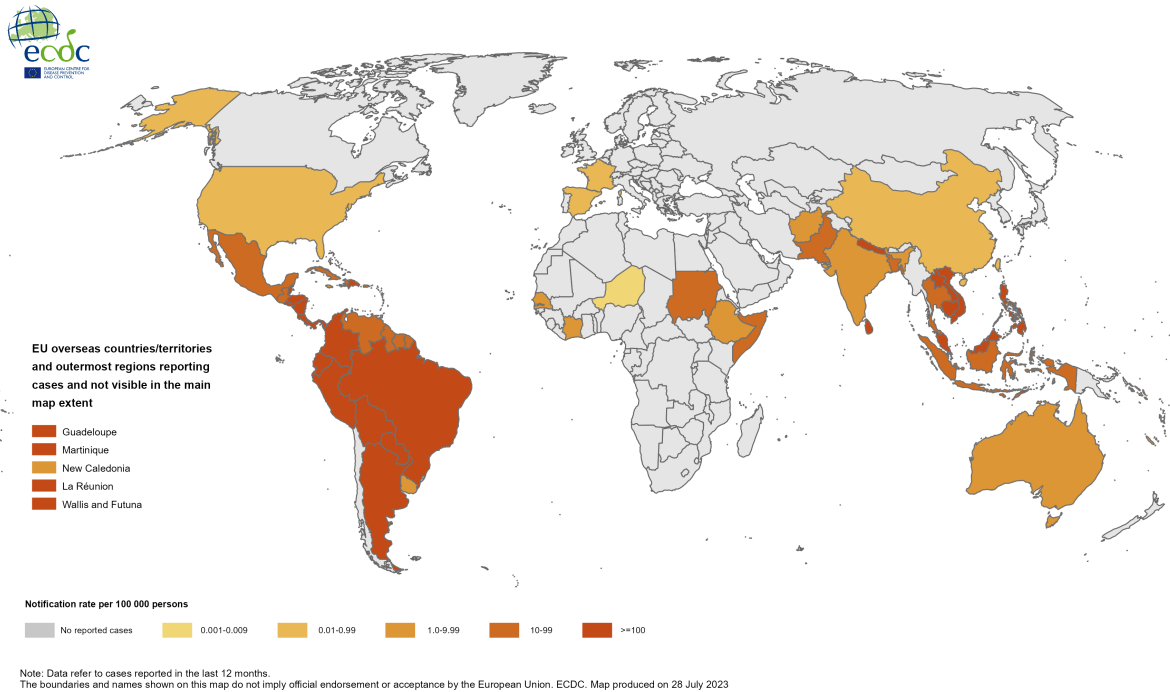 ecdc
EUROPEAN CENTRE FOR
DISEASE PREVENTION
AND CONTROL
EU overseas countries/territories
and outermost regions reporting
cases and not visible in the main
map extent
Guadeloupe
Martinique
New Caledonia
La Réunion
Wallis and Futuna
Notification rate per 100 000 persons
No reported cases 0.001-0.009 0.01-0.99 1.0-9.99 10-99 >=100
Note: Data refer to cases reported in the last 12 months.
The boundaries and names shown on this map do not imply official endorsement or acceptance by the European Union. ECDC. Map produced on 28 July 2023